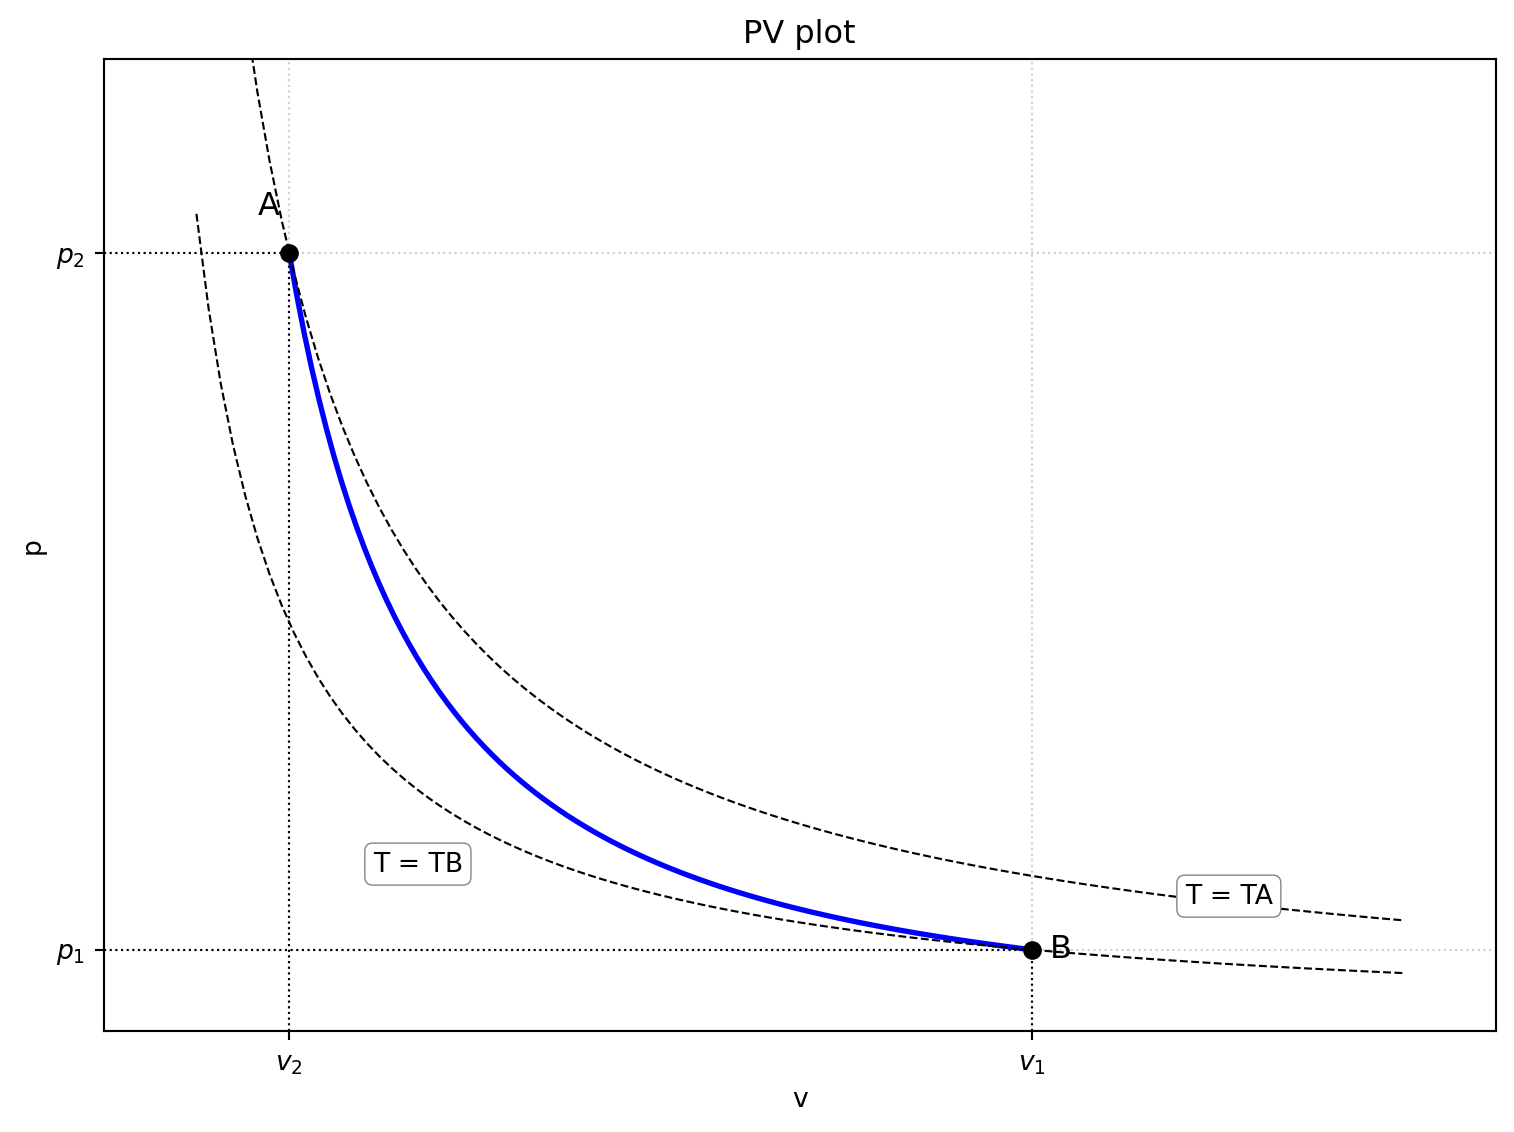 PV plot
A
p₂
p
T = TB
T = TA
p₁
B
v₂
v₁
v